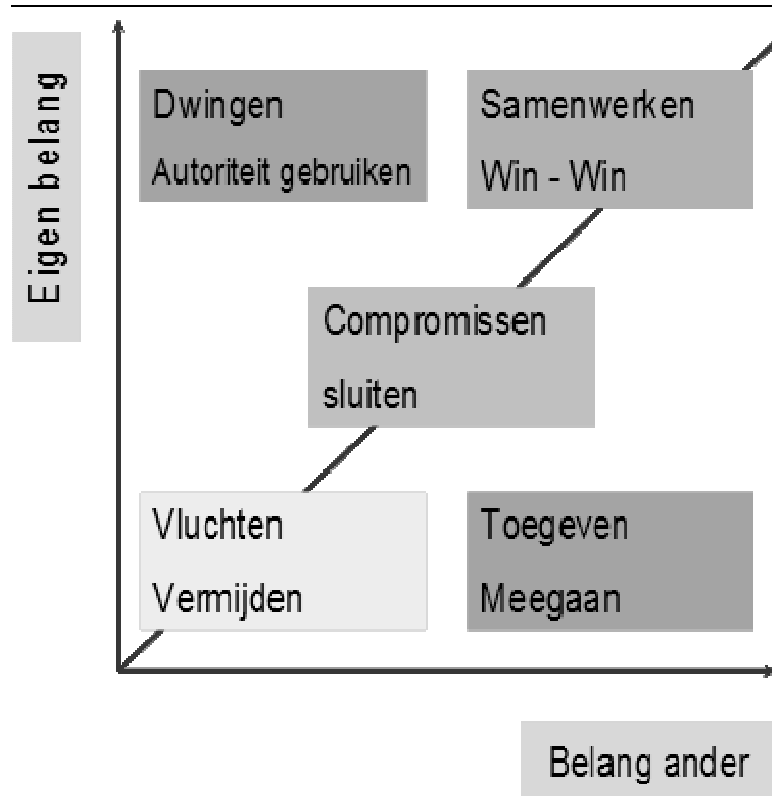 Eigen belang
Dwingen
Autoriteit gebruiken
Samenwerken
Win - Win
Compromissen
sluiten
Vluchten
Vermijden
Toegeven
Meegaan
Belang ander